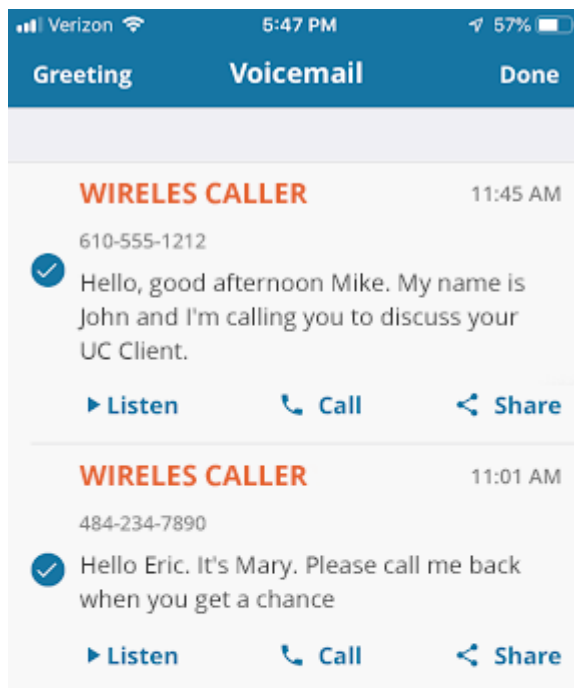 Verizon 5:47 PM 57%
Greeting Voicemail Done
WIRELES CALLER 11:45 AM
610-555-1212
Hello, good afternoon Mike. My name is
John and I'm calling you to discuss your
UC Client.
Listen Call Share
WIRELES CALLER 11:01 AM
484-234-7890
Hello Eric. It's Mary. Please call me back
when you get a chance
Listen Call Share